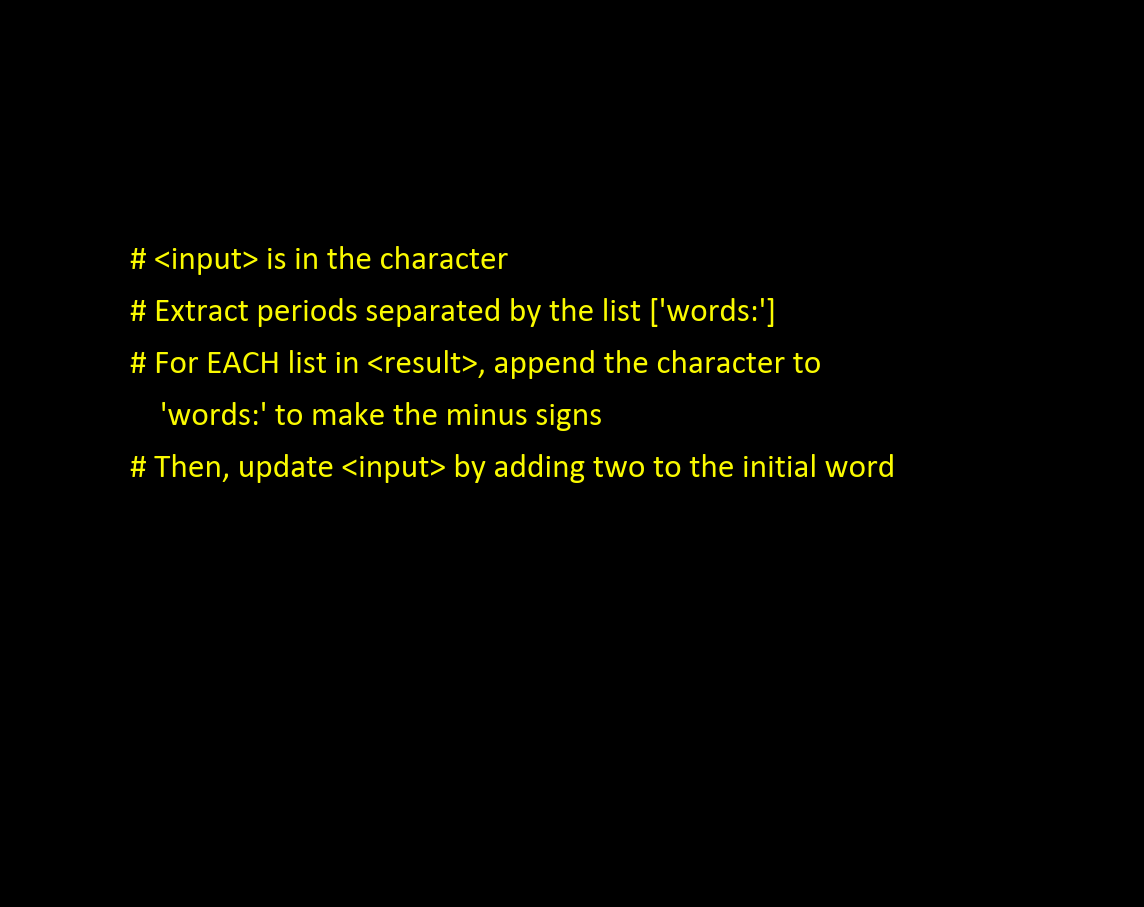 # <input> is in the character
# Extract periods separated by the list ['words:']
# For EACH list in <result>, append the character to
'words:' to make the minus signs
# Then, update <input> by adding two to the initial word